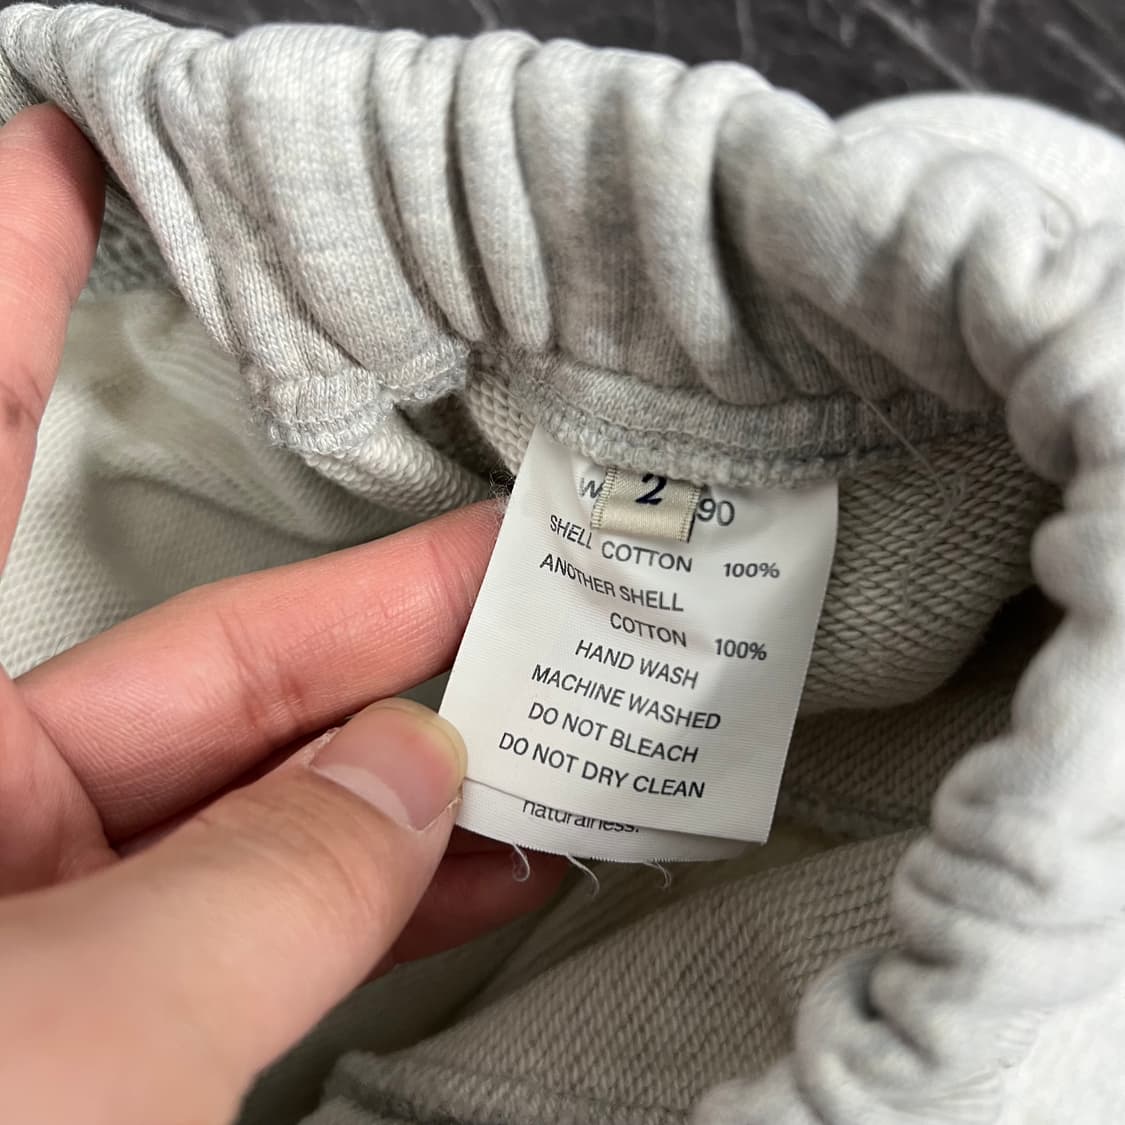 2
W 90
SHELL COTTON 100%
ANOTHER SHELL
COTTON 100%
HAND WASH
MACHINE WASHED
DO NOT BLEACH
DO NOT DRY CLEAN
naturalness.